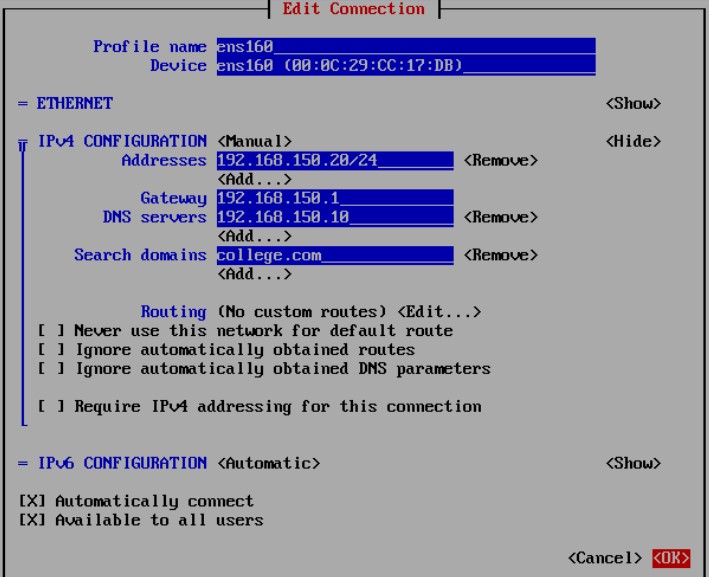 Edit Connection
Profile name ens160
Device ens160 (00:0C:29:CC:17:DB)
= ETHERNET <Show>
= IPv4 CONFIGURATION <Manual> <Hide>
Addresses 192.168.150.20/24 <Remove>
<Add...>
Gateway 192.168.150.1
DNS servers 192.168.150.10 <Remove>
<Add...>
Search domains college.com <Remove>
<Add...>
Routing (No custom routes) <Edit...>
[ ] Never use this network for default route
[ ] Ignore automatically obtained routes
[ ] Ignore automatically obtained DNS parameters
[ ] Require IPv4 addressing for this connection
= IPv6 CONFIGURATION <Automatic> <Show>
[X] Automatically connect
[X] Available to all users
<Cancel> <OK>